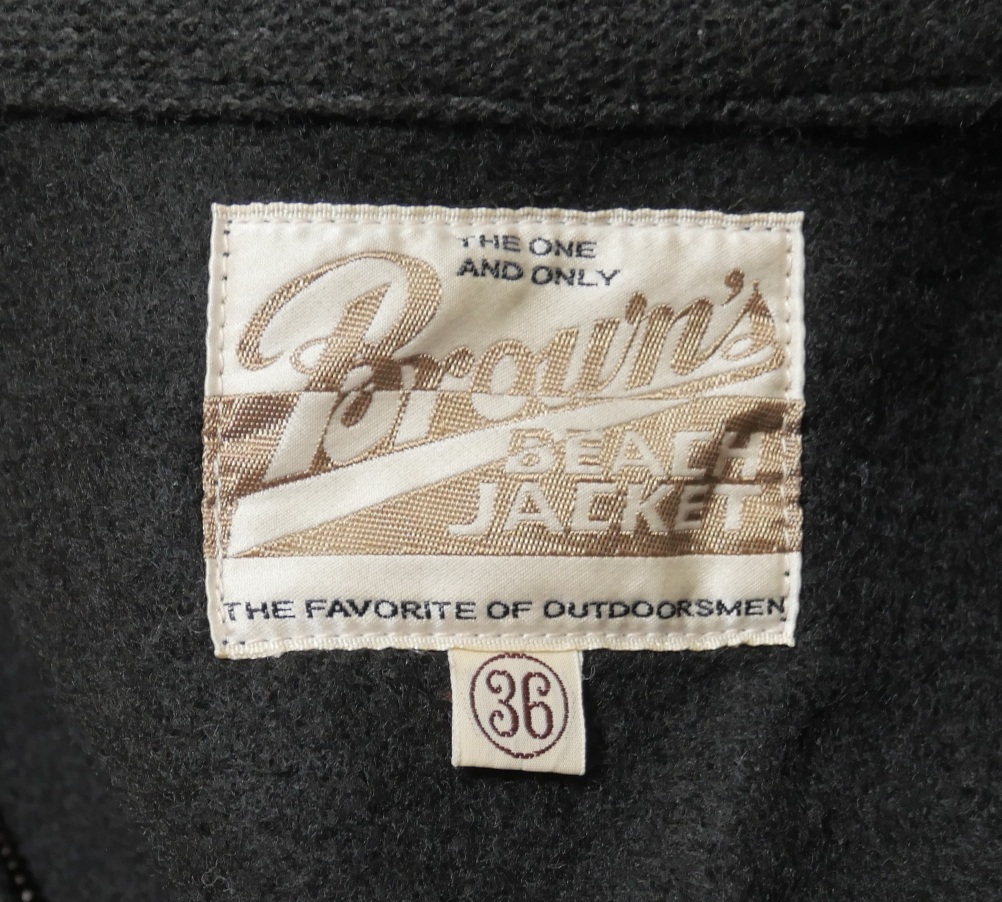 THE ONE
AND ONLY
Brown's
BEACH
JACKET
THE FAVORITE OF OUTDOORSMEN
36